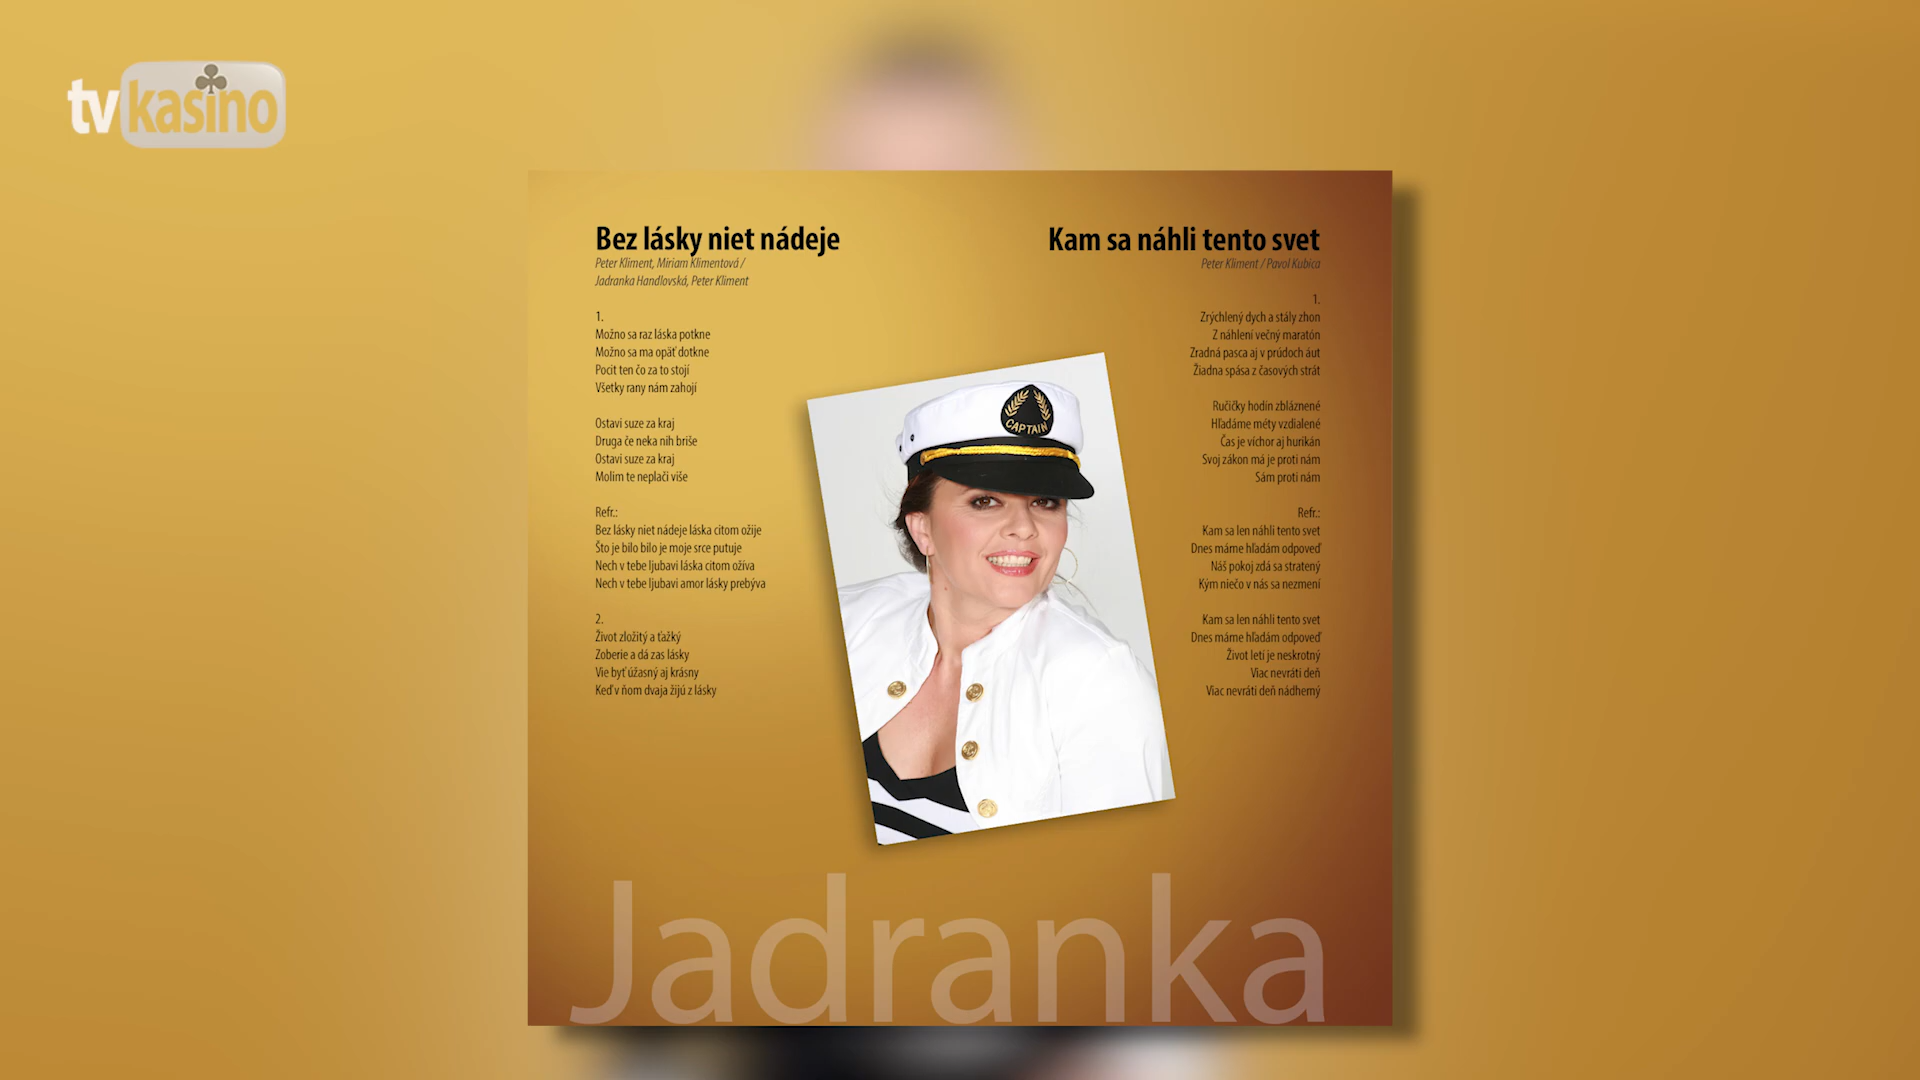 tvkasino
Bez lásky niet nádeje
Peter Kliment, Miriam Klimentová /
Jadranka Handlovská, Peter Kliment
1.
Možno sa raz láska potkne
Možno sa ma opäť dotkne
Pocit ten čo za to stojí
Všetky rany nám zahojí
Ostavi suze za kraj
Druga če neka nih briše
Ostavi suze za kraj
Molim te neplači više
Refr.:
Bez lásky niet nádeje láska citom ožije
Što je bilo bilo je moje srce putuje
Nech v tebe ljubavi láska citom ožíva
Nech v tebe ljubavi amor lásky prebýva
2.
Život zložitý a ťažký
Zoberie a dá zas lásky
Vie byť úžasný aj krásny
Keď v ňom dvaja žijú z lásky
Kam sa náhli tento svet
Peter Kliment / Pavol Kubica
1.
Zrýchlený dych a stály zhon
Z náhlení večný maratón
Zradná pasca aj v prúdoch áut
Žiadna spása z časových strát
Ručičky hodín zbláznené
Hľadáme méty vzdialené
Čas je víchor aj hurikán
Svoj zákon má je proti nám
Sám proti nám
Refr.:
Kam sa len náhli tento svet
Dnes máme hľadám odpoveď
Náš pokoj zdá sa stratený
Kým niečo v nás sa nezmení
Kam sa len náhli tento svet
Dnes máme hľadám odpoveď
Život letí je neskrotný
Viac nevráti deň
Viac nevráti deň nádherný
CAPTAIN
Jadranka